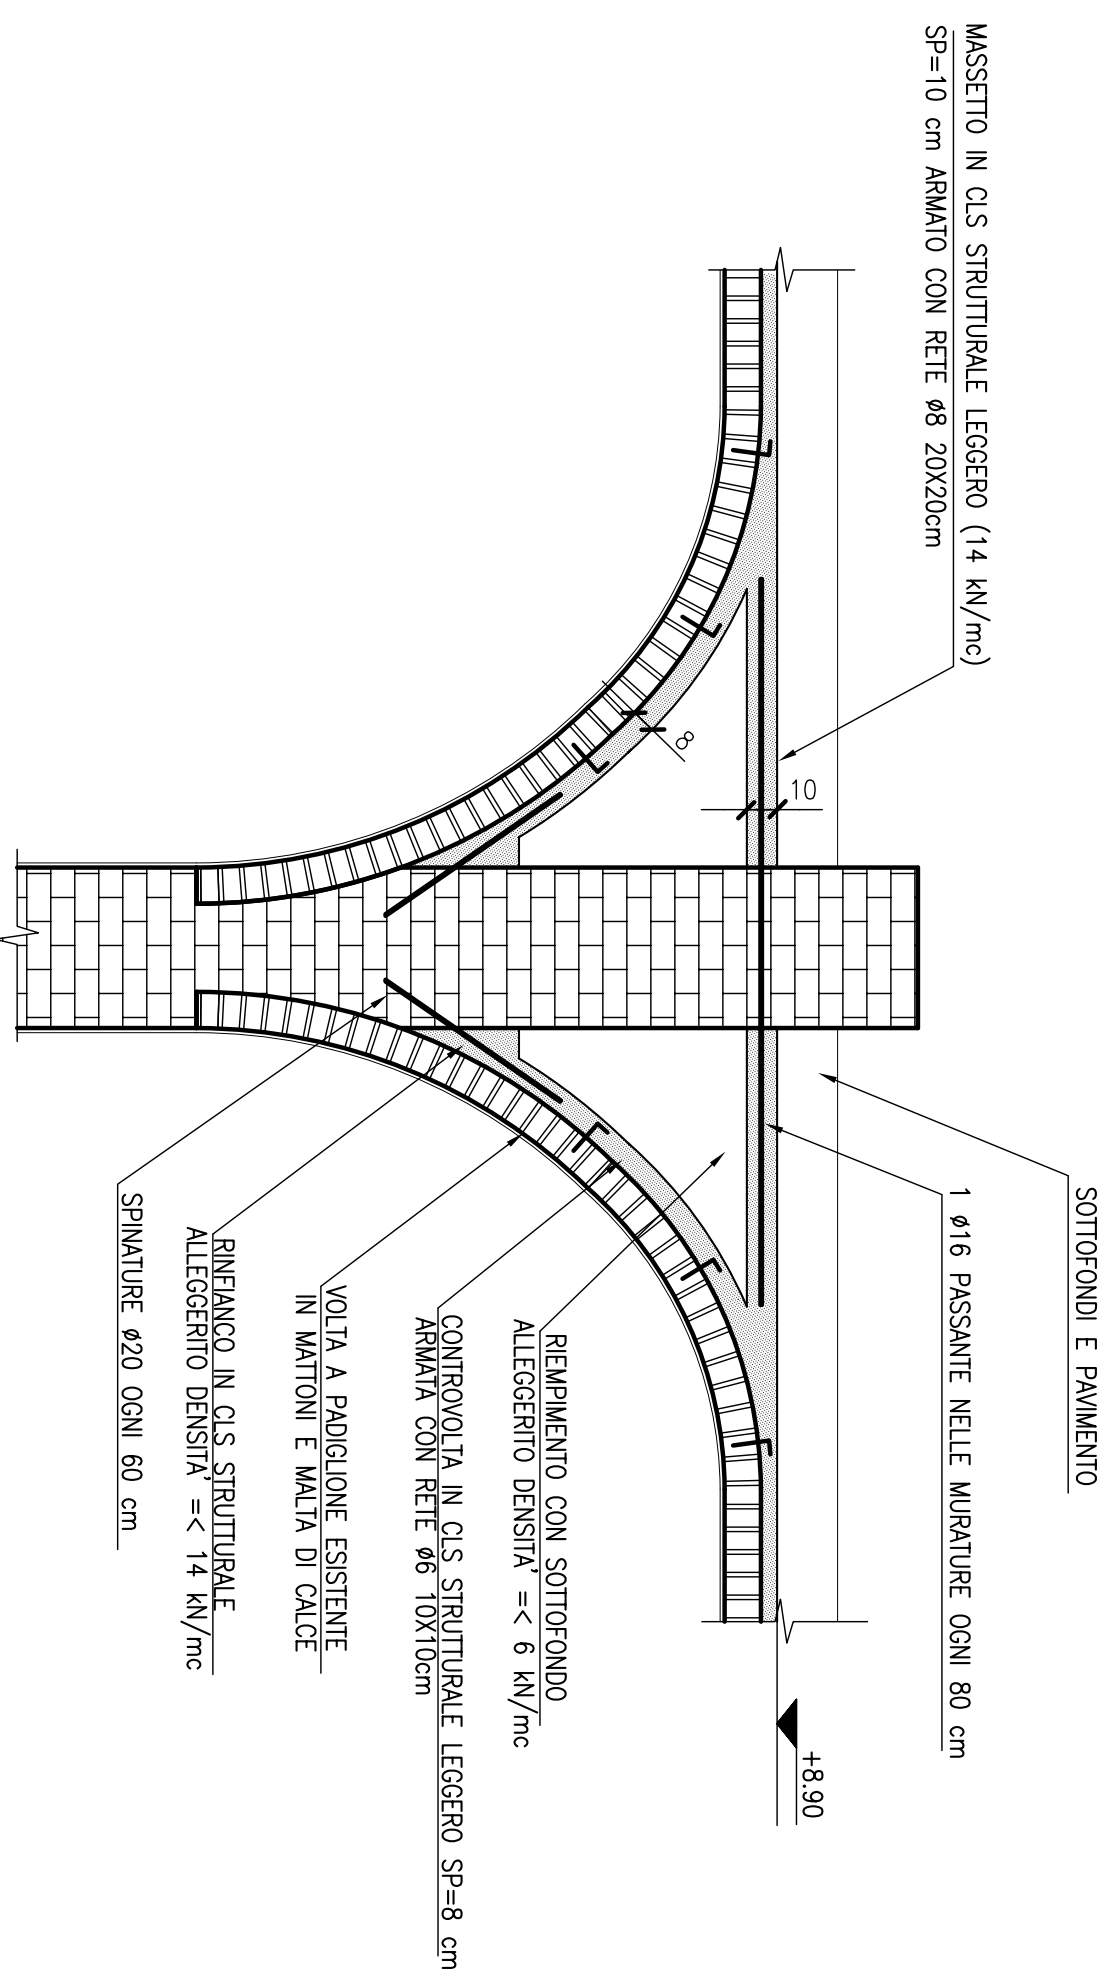 MASSETTO IN CLS STRUTTURALE LEGGERO (14 kN/mc)
SP=10 cm ARMATO CON RETE ø8 20X20cm
SOTTOFONDI E PAVIMENTO
1 ø16 PASSANTE NELLE MURATURE OGNI 80 cm
+8.90
10
8
RIEMPIMENTO CON SOTTOFONDO
ALLEGGERITO DENSITA' =< 6 kN/mc
CONTROVOLTA IN CLS STRUTTURALE LEGGERO SP=8 cm
ARMATA CON RETE ø6 10X10cm
VOLTA A PADIGLIONE ESISTENTE
IN MATTONI E MALTA DI CALCE
RINFIANCO IN CLS STRUTTURALE
ALLEGGERITO DENSITA' =< 14 kN/mc
SPINATURE ø20 OGNI 60 cm